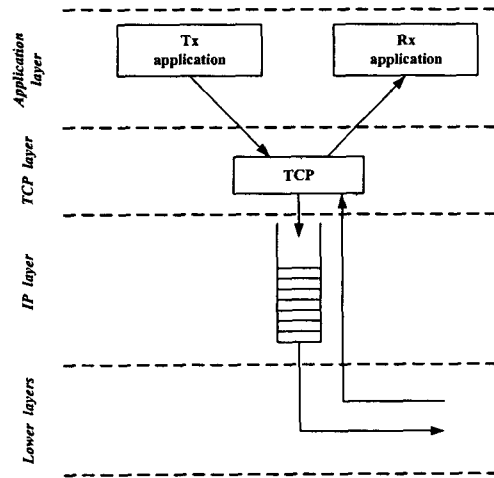 Application
layer
Tx
application
Rx
application
TCP layer
TCP
IP layer
Lower layers